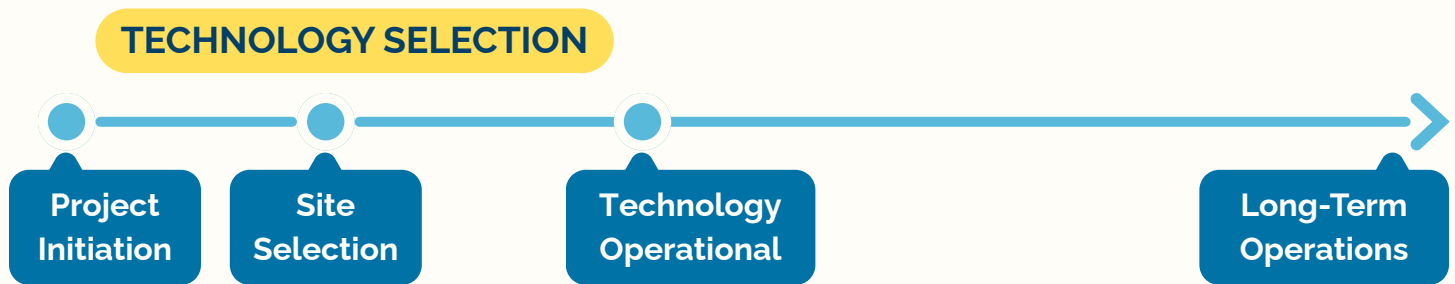 TECHNOLOGY SELECTION
Project
Initiation
Site
Selection
Technology
Operational
Long-Term
Operations